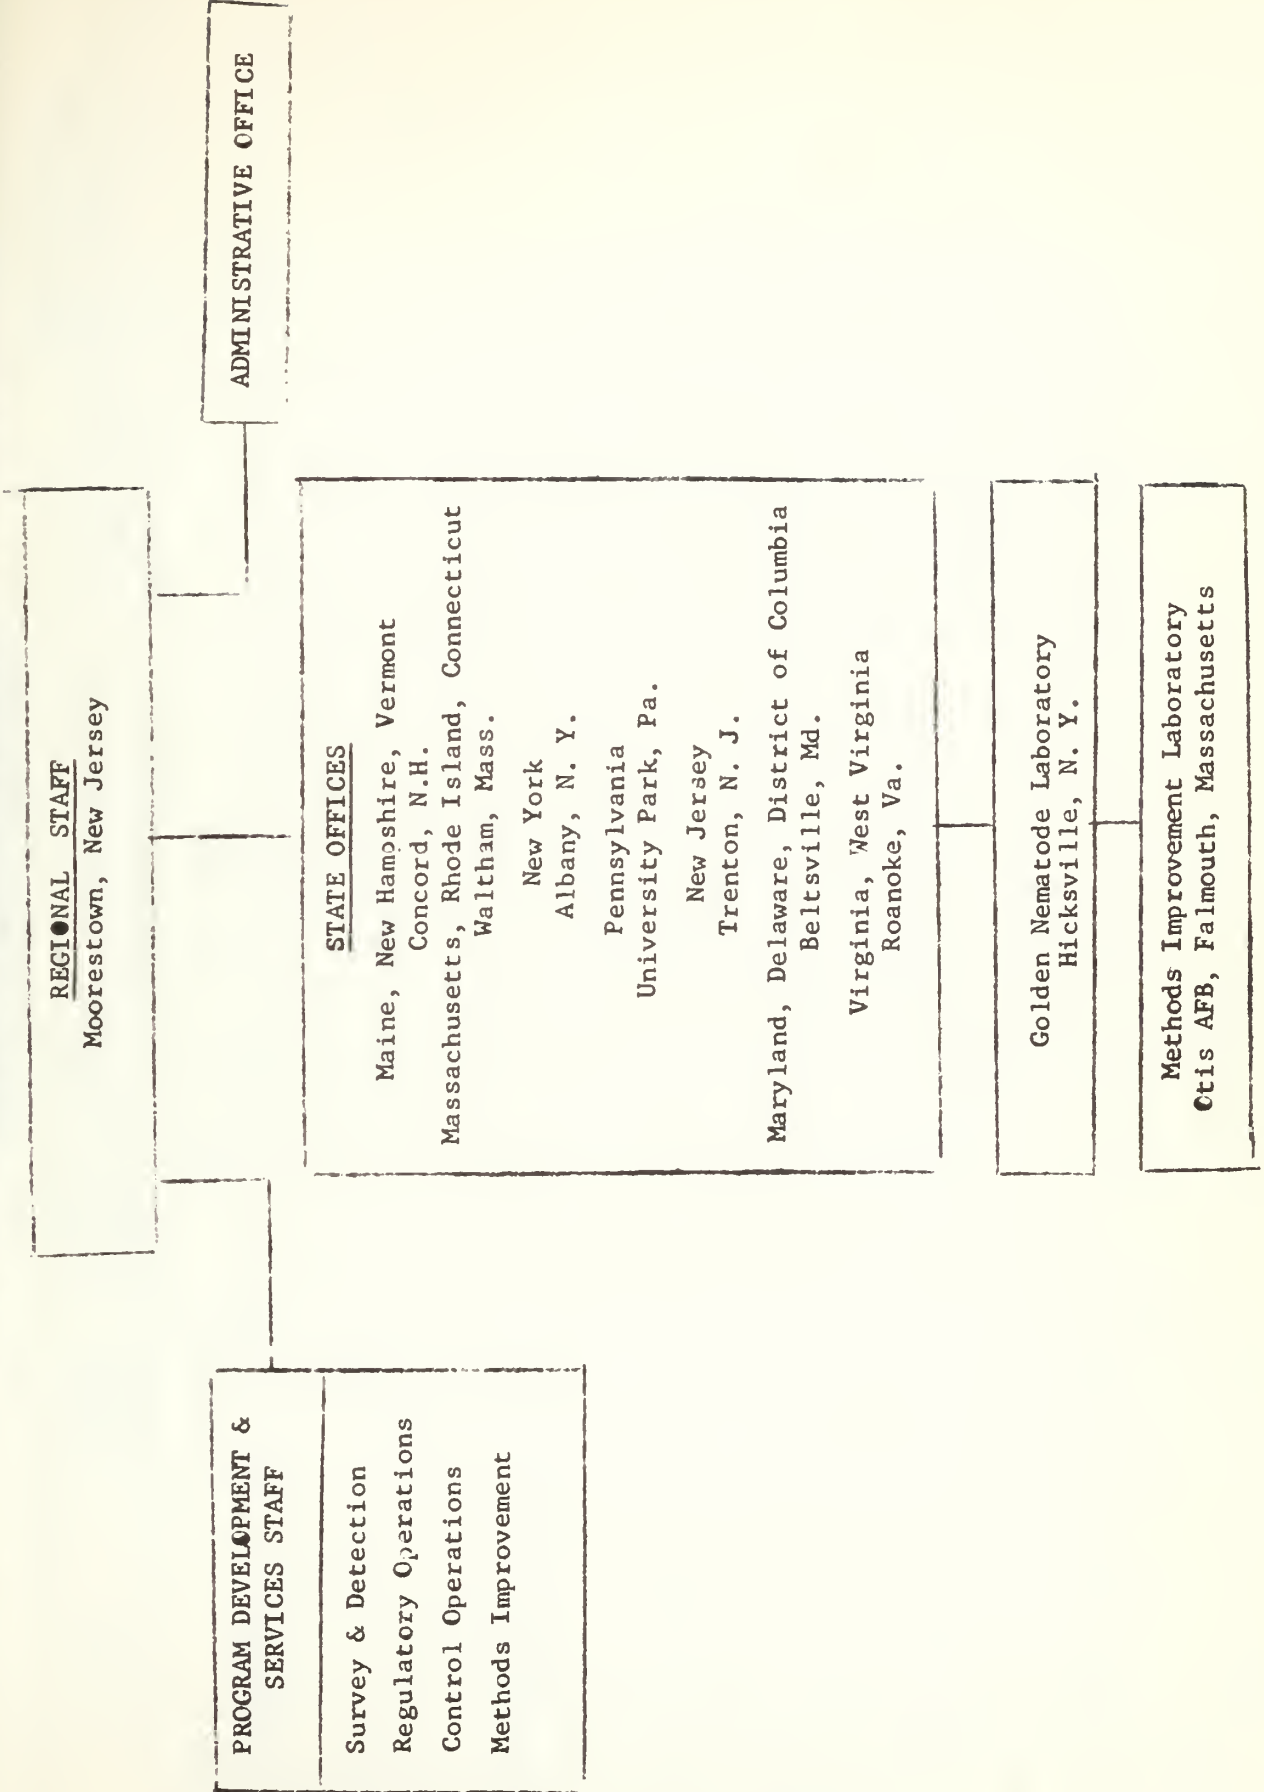 REGIONAL STAFF
Moorestown, New Jersey
ADMINISTRATIVE OFFICE
PROGRAM DEVELOPMENT &
SERVICES STAFF
Survey & Detection
Regulatory Operations
Control Operations
Methods Improvement
STATE OFFICES
Maine, New Hampshire, Vermont
Concord, N.H.
Massachusetts, Rhode Island, Connecticut
Waltham, Mass.
New York
Albany, N. Y.
Pennsylvania
University Park, Pa.
New Jersey
Trenton, N. J.
Maryland, Delaware, District of Columbia
Beltsville, Md.
Virginia, West Virginia
Roanoke, Va.
Golden Nematode Laboratory
Hicksville, N. Y.
Methods Improvement Laboratory
Otis AFB, Falmouth, Massachusetts